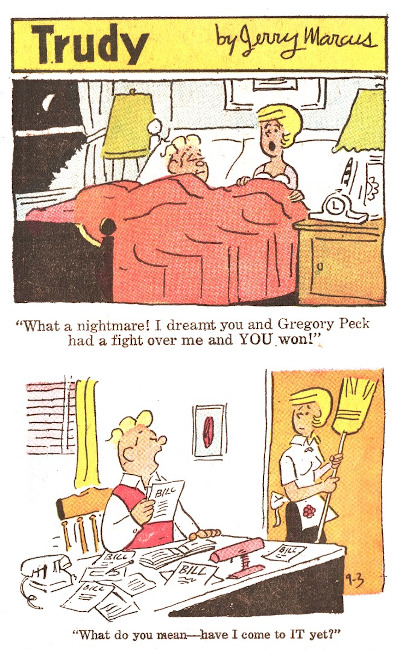 Trudy by Jerry Marcus
"What a nightmare! I dreamt you and Gregory Peck
had a fight over me and YOU won!"
BILL
BILL
BILL
BILL
BILL
BILL
9-3
"What do you mean—have I come to IT yet?"